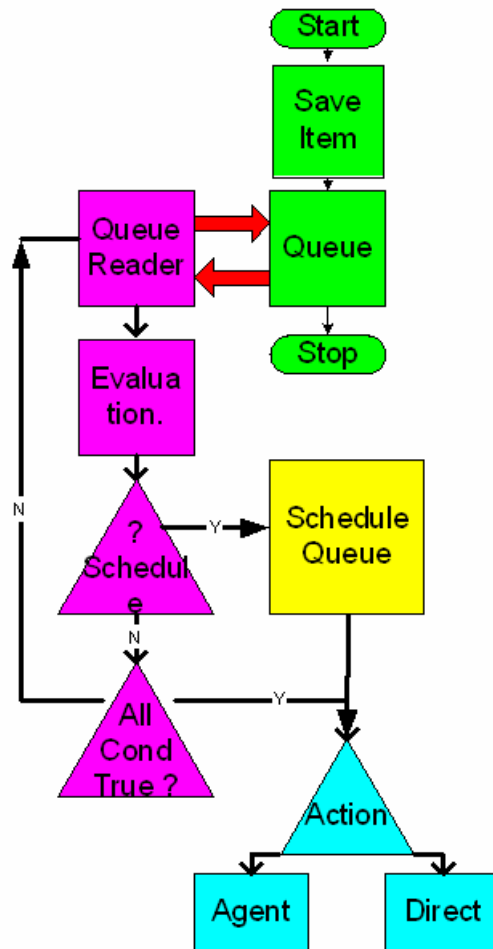 Start
Save
Item
Queue
Reader
Queue
Stop
Evalua
tion.
N
?
Schedul
e
Y
Schedule
Queue
N
All
Cond
True ?
Y
Action
Agent
Direct